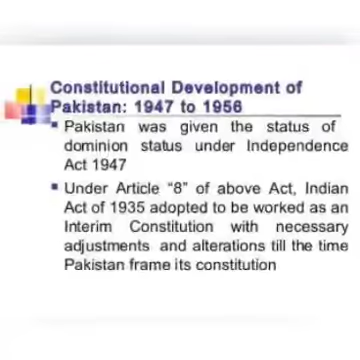 Constitutional Development of
Pakistan: 1947 to 1956
Pakistan was given the status of
dominion status under Independence
Act 1947
Under Article “8” of above Act, Indian
Act of 1935 adopted to be worked as an
Interim Constitution with necessary
adjustments and alterations till the time
Pakistan frame its constitution